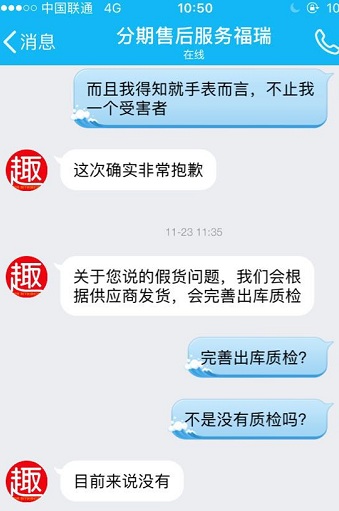 中国联通 4G 10:50 10
消息 分期售后服务福瑞
在线
而且我得知就手表而言，不止我
一个受害者
趣
这次确实非常抱歉
11-23 11:35
趣
关于您说的假货问题，我们会根
据供应商发货，会完善出库质检
完善出库质检?
不是没有质检吗?
趣
目前来说没有